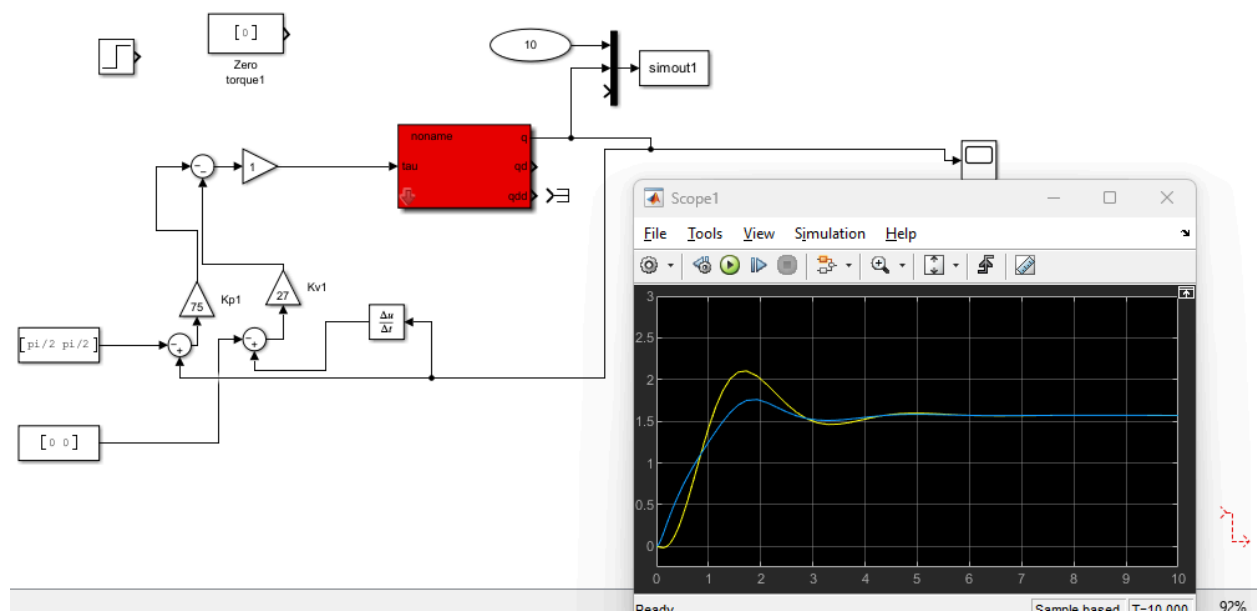 [0]
Zero
torque1
10
simout1
noname
q
tau
qd
qdd
1
75
Kp1
27
Kv1
Δu
Δt
[pi/2 pi/2]
[0 0]
Scope1
File Tools View Simulation Help
3
2.5
2
1.5
1
0.5
0
0 1 2 3 4 5 6 7 8 9 10
Ready Sample based T=10.000
92%